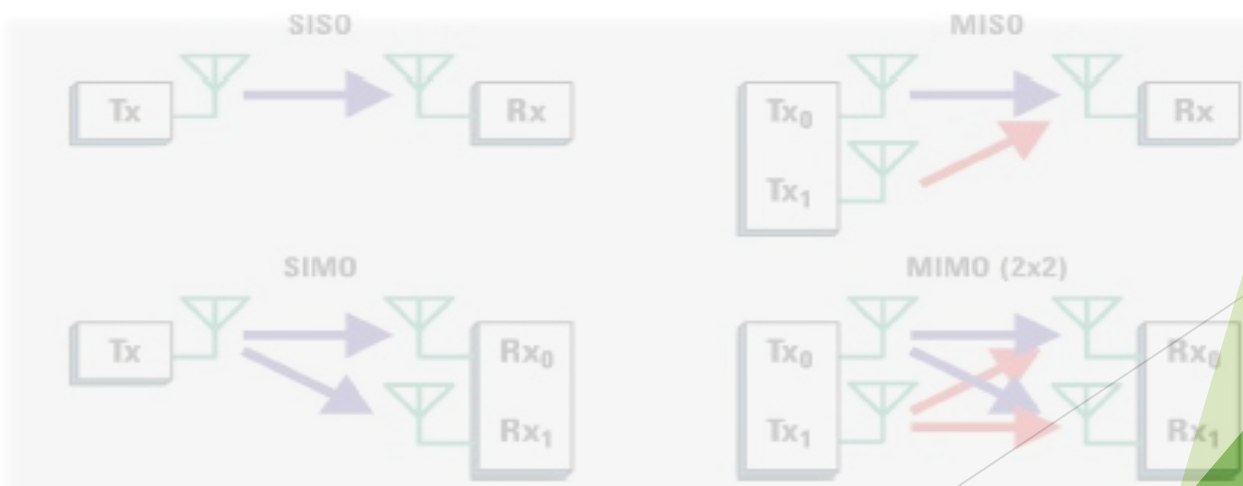 SISO
Tx Rx
MISO
Tx₀ Rx
Tx₁
SIMO
Tx Rx₀
Rx₁
MIMO (2x2)
Tx₀ Rx₀
Tx₁ Rx₁